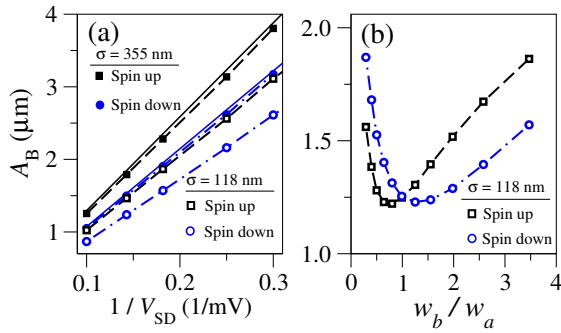 (a)
σ = 355 nm
Spin up
Spin down
σ = 118 nm
Spin up
Spin down
4
3
2
1
A_B (μm)
0.1 0.2 0.3
1 / V_SD (1/mV)
(b)
σ = 118 nm
Spin up
Spin down
2.0
1.5
1.0
0 1 2 3 4
w_b / w_a